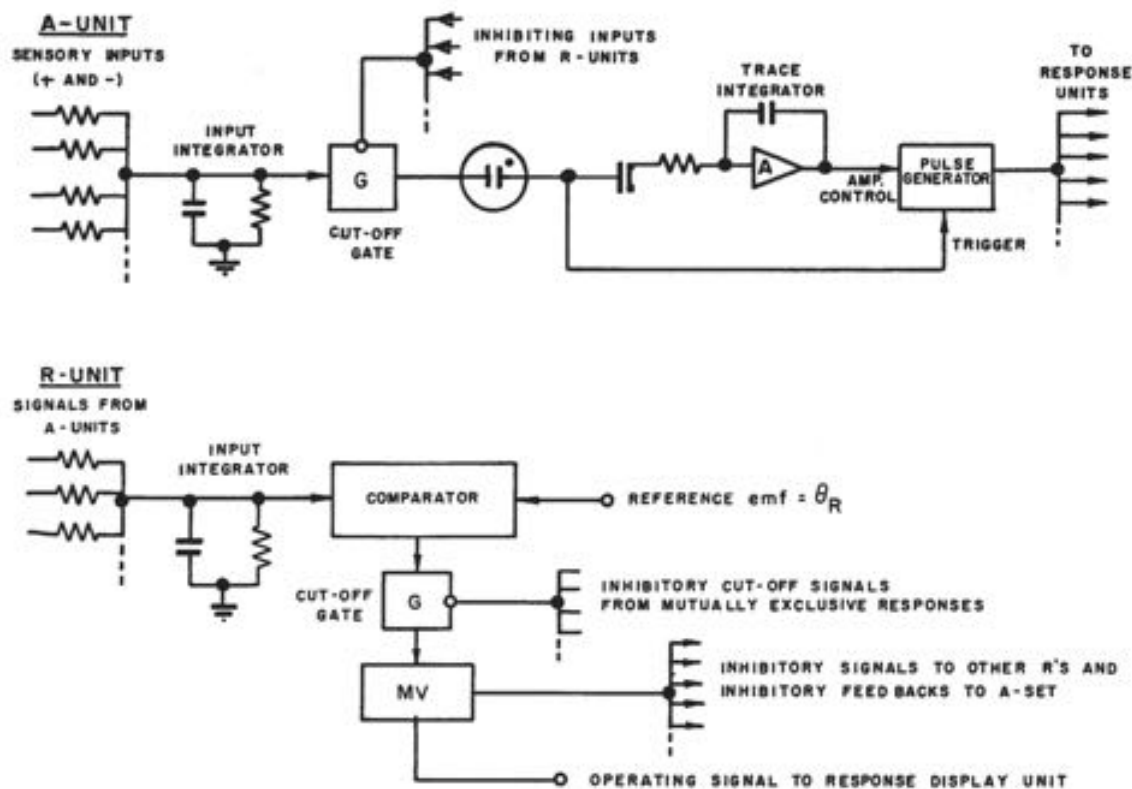 A-UNIT
SENSORY INPUTS
(+ AND -)
INPUT
INTEGRATOR
G
CUT-OFF
GATE
INHIBITING INPUTS
FROM R-UNITS
TRACE
INTEGRATOR
A
AMP.
CONTROL
PULSE
GENERATOR
TRIGGER
TO
RESPONSE
UNITS
R-UNIT
SIGNALS FROM
A-UNITS
INPUT
INTEGRATOR
COMPARATOR
REFERENCE emf = θR
CUT-OFF
GATE
G
INHIBITORY CUT-OFF SIGNALS
FROM MUTUALLY EXCLUSIVE RESPONSES
MV
INHIBITORY SIGNALS TO OTHER R'S AND
INHIBITORY FEEDBACKS TO A-SET
OPERATING SIGNAL TO RESPONSE DISPLAY UNIT